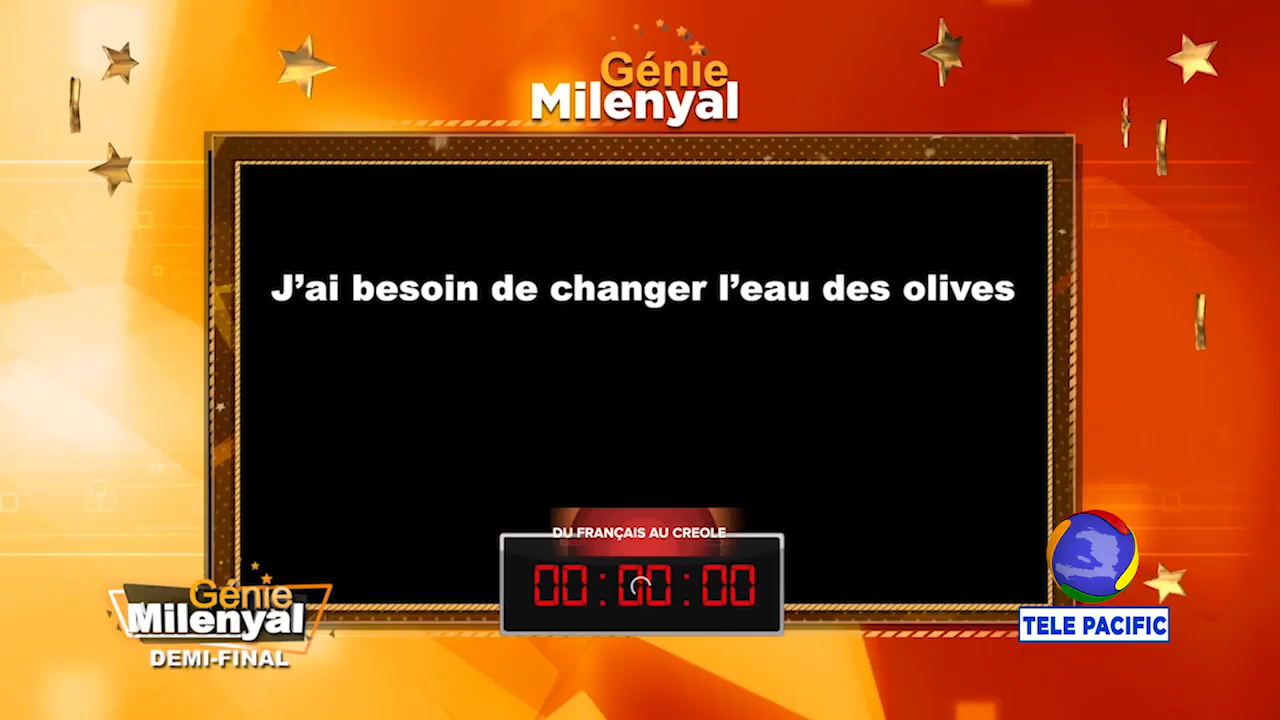 Génie
Milenyal
J’ai besoin de changer l’eau des olives
DU FRANÇAIS AU CREOLE
00:00:00
Génie
Milenyal
DEMI-FINAL
TELE PACIFIC